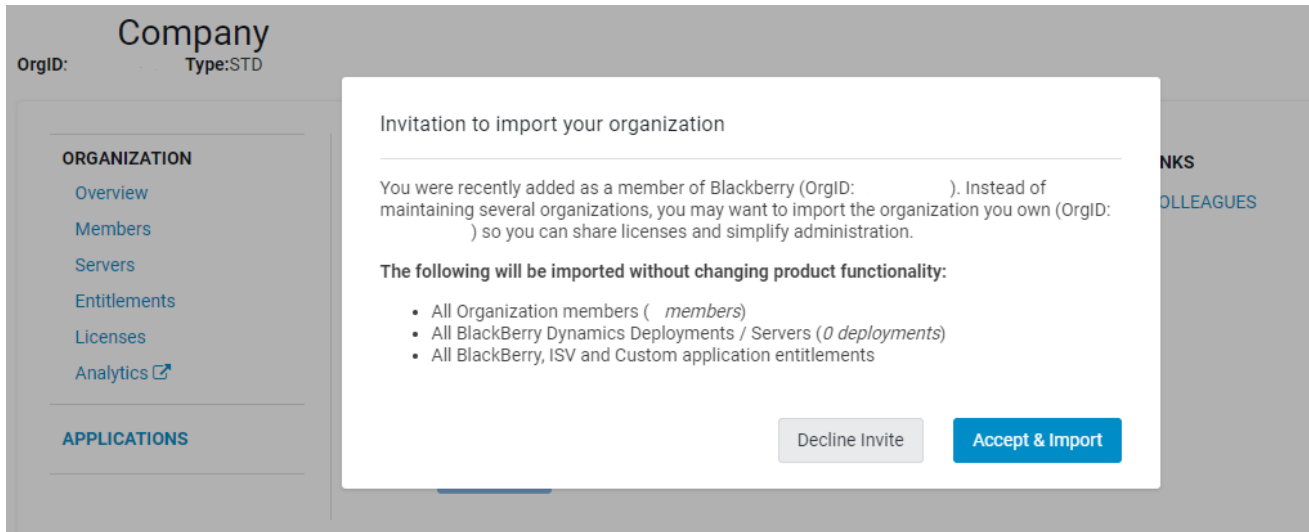 Company
OrgID: Type:STD
ORGANIZATION
Overview
Members
Servers
Entitlements
Licenses
Analytics
APPLICATIONS
Invitation to import your organization
You were recently added as a member of Blackberry (OrgID: ). Instead of
maintaining several organizations, you may want to import the organization you own (OrgID:
) so you can share licenses and simplify administration.
The following will be imported without changing product functionality:
• All Organization members ( members)
• All BlackBerry Dynamics Deployments / Servers (0 deployments)
• All BlackBerry, ISV and Custom application entitlements
Decline Invite
Accept & Import
NKS
OLLEAGUES